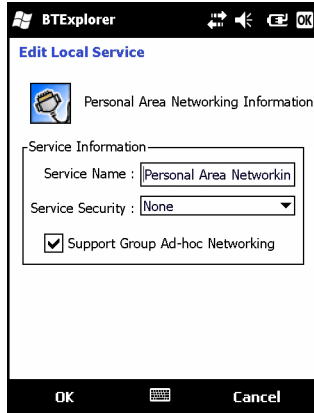 BTExplorer
OK
Edit Local Service
Personal Area Networking Information
Service Information
Service Name : Personal Area Networkin
Service Security : None
Support Group Ad-hoc Networking
OK Cancel